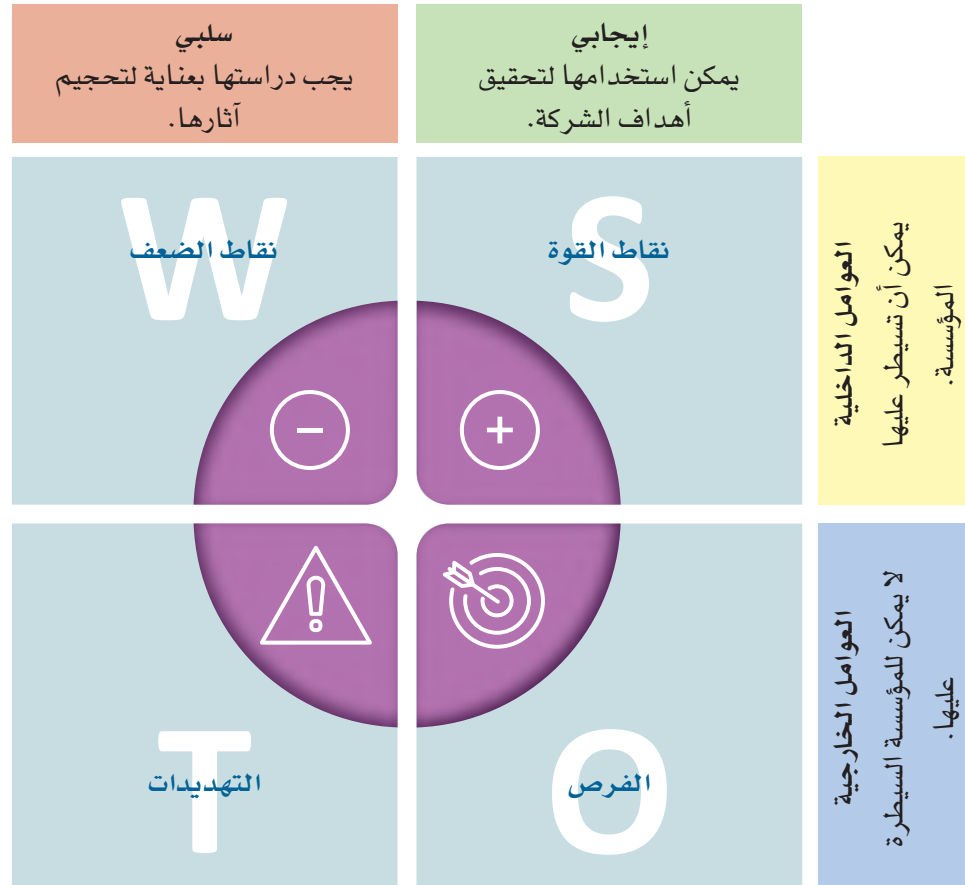 إيجابي
يمكن استخدامها لتحقيق
أهداف الشركة.
سلبي
يجب دراستها بعناية لتحجيم
آثارها.
العوامل الداخلية
يمكن أن تسيطر عليها
المؤسسة.
S
نقاط القوة
W
نقاط الضعف
+
-
العوامل الخارجية
لا يمكن للمؤسسة السيطرة
عليها.
!
O
الفرص
T
التهديدات